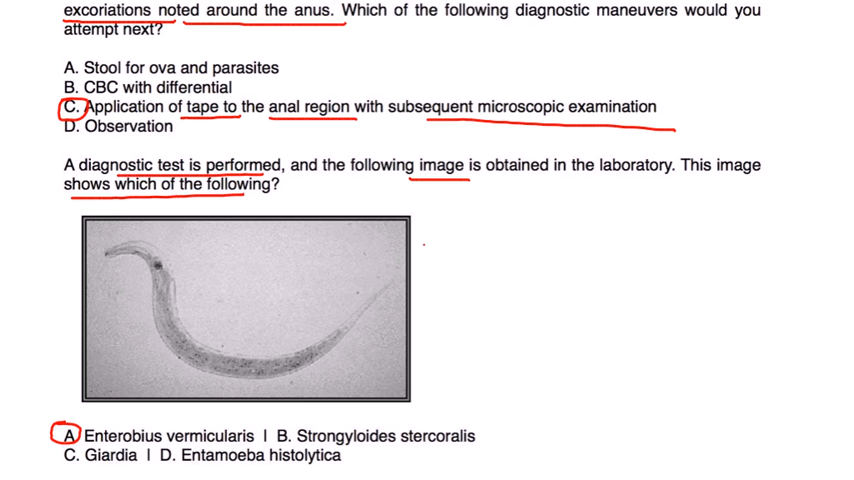 excoriations noted around the anus. Which of the following diagnostic maneuvers would you
attempt next?
A. Stool for ova and parasites
B. CBC with differential
C. Application of tape to the anal region with subsequent microscopic examination
D. Observation
A diagnostic test is performed, and the following image is obtained in the laboratory. This image
shows which of the following?
A Enterobius vermicularis | B. Strongyloides stercoralis
C. Giardia | D. Entamoeba histolytica